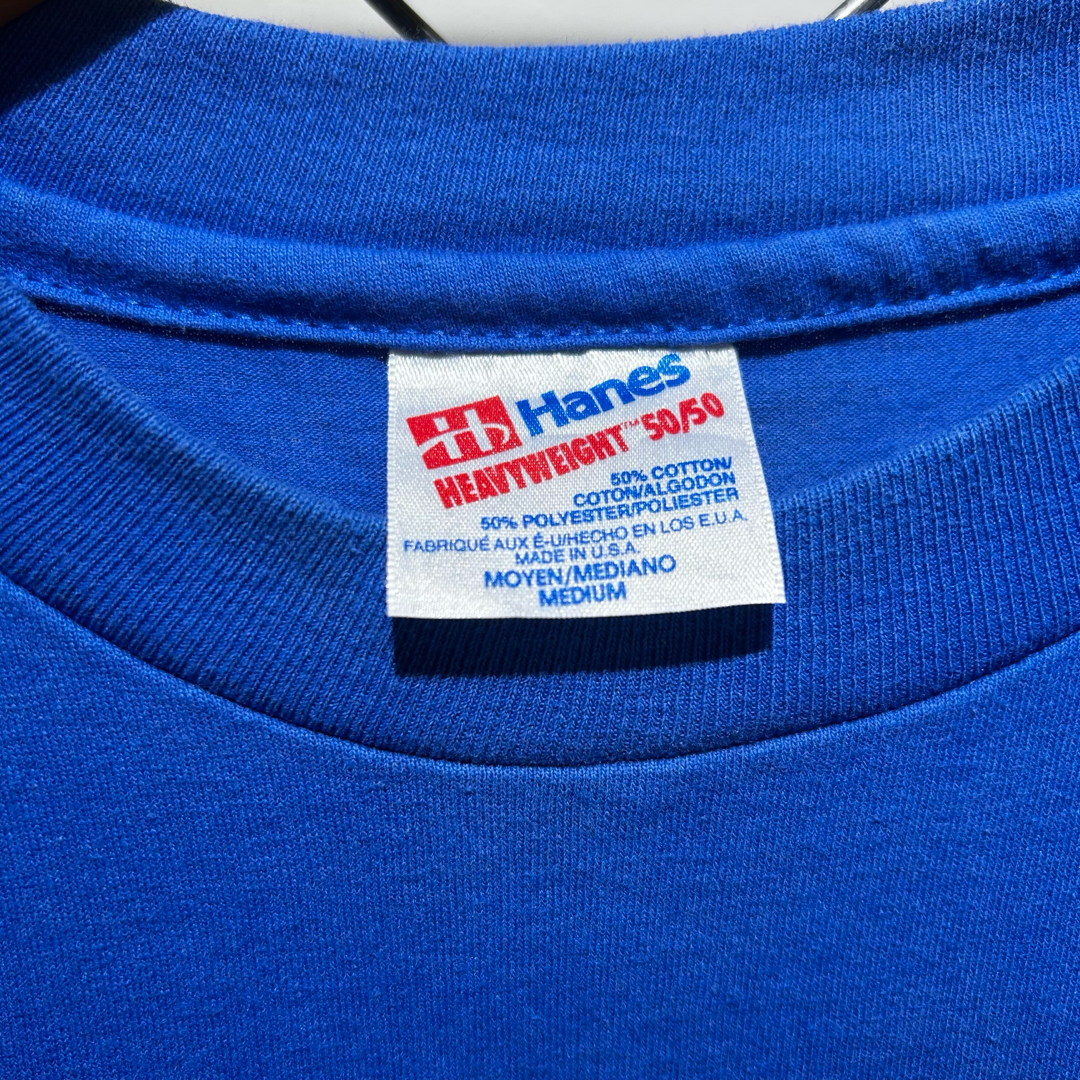 Hanes
HEAVYWEIGHT™ 50/50
50% COTTON/
COTON/ALGODON
50% POLYESTER/POLIESTER
FABRIQUÉ AUX É-U/HECHO EN LOS E.U.A.
MADE IN U.S.A.
MOYEN/MEDIANO
MEDIUM